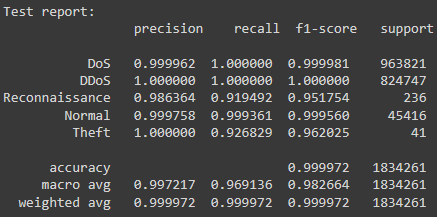 Test report:
precision recall f1-score support
DoS 0.999962 1.000000 0.999981 963821
DDoS 1.000000 1.000000 1.000000 824747
Reconnaissance 0.986364 0.919492 0.951754 236
Normal 0.999758 0.999361 0.999560 45416
Theft 1.000000 0.926829 0.962025 41
accuracy 0.999972 1834261
macro avg 0.997217 0.969136 0.982664 1834261
weighted avg 0.999972 0.999972 0.999972 1834261